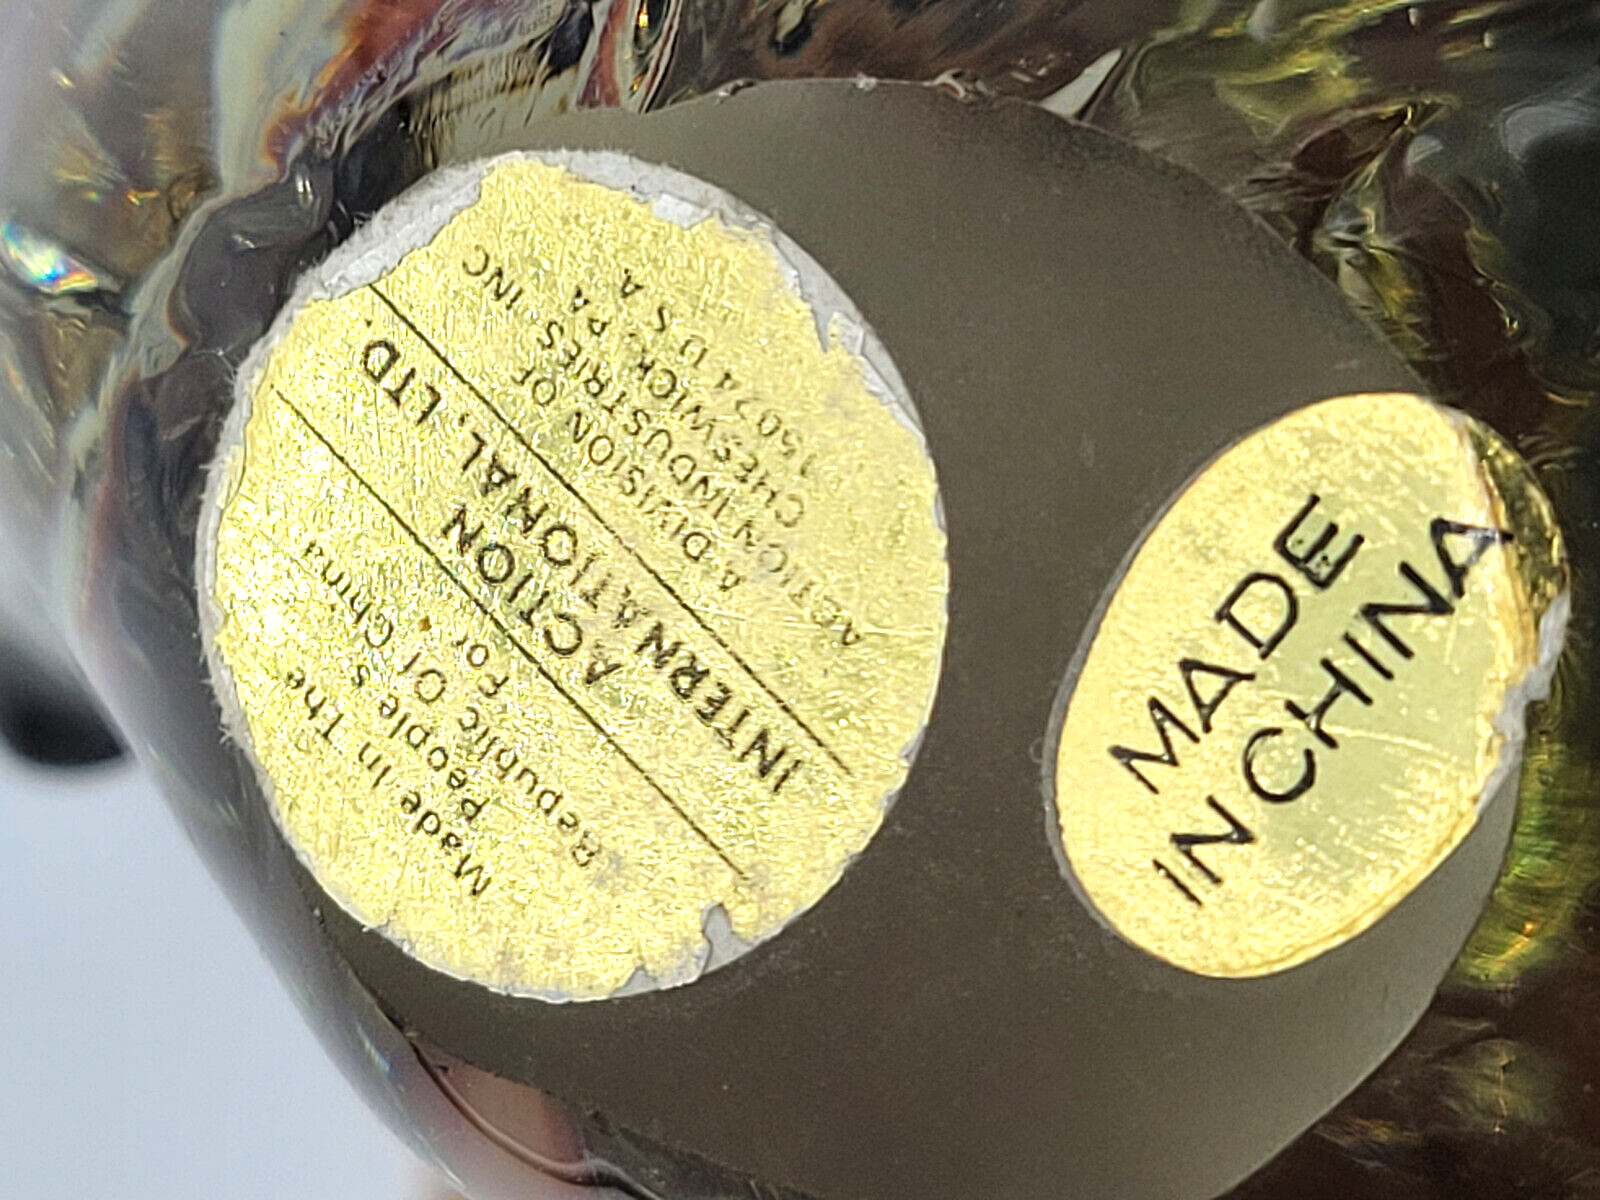 Made In The
People's
Republic Of China
For
ACTION
INTERNATIONAL, LTD.
A DIVISION OF
ACTION INDUSTRIES INC
CHESWICK, PA
15024 U S A
MADE
IN CHINA